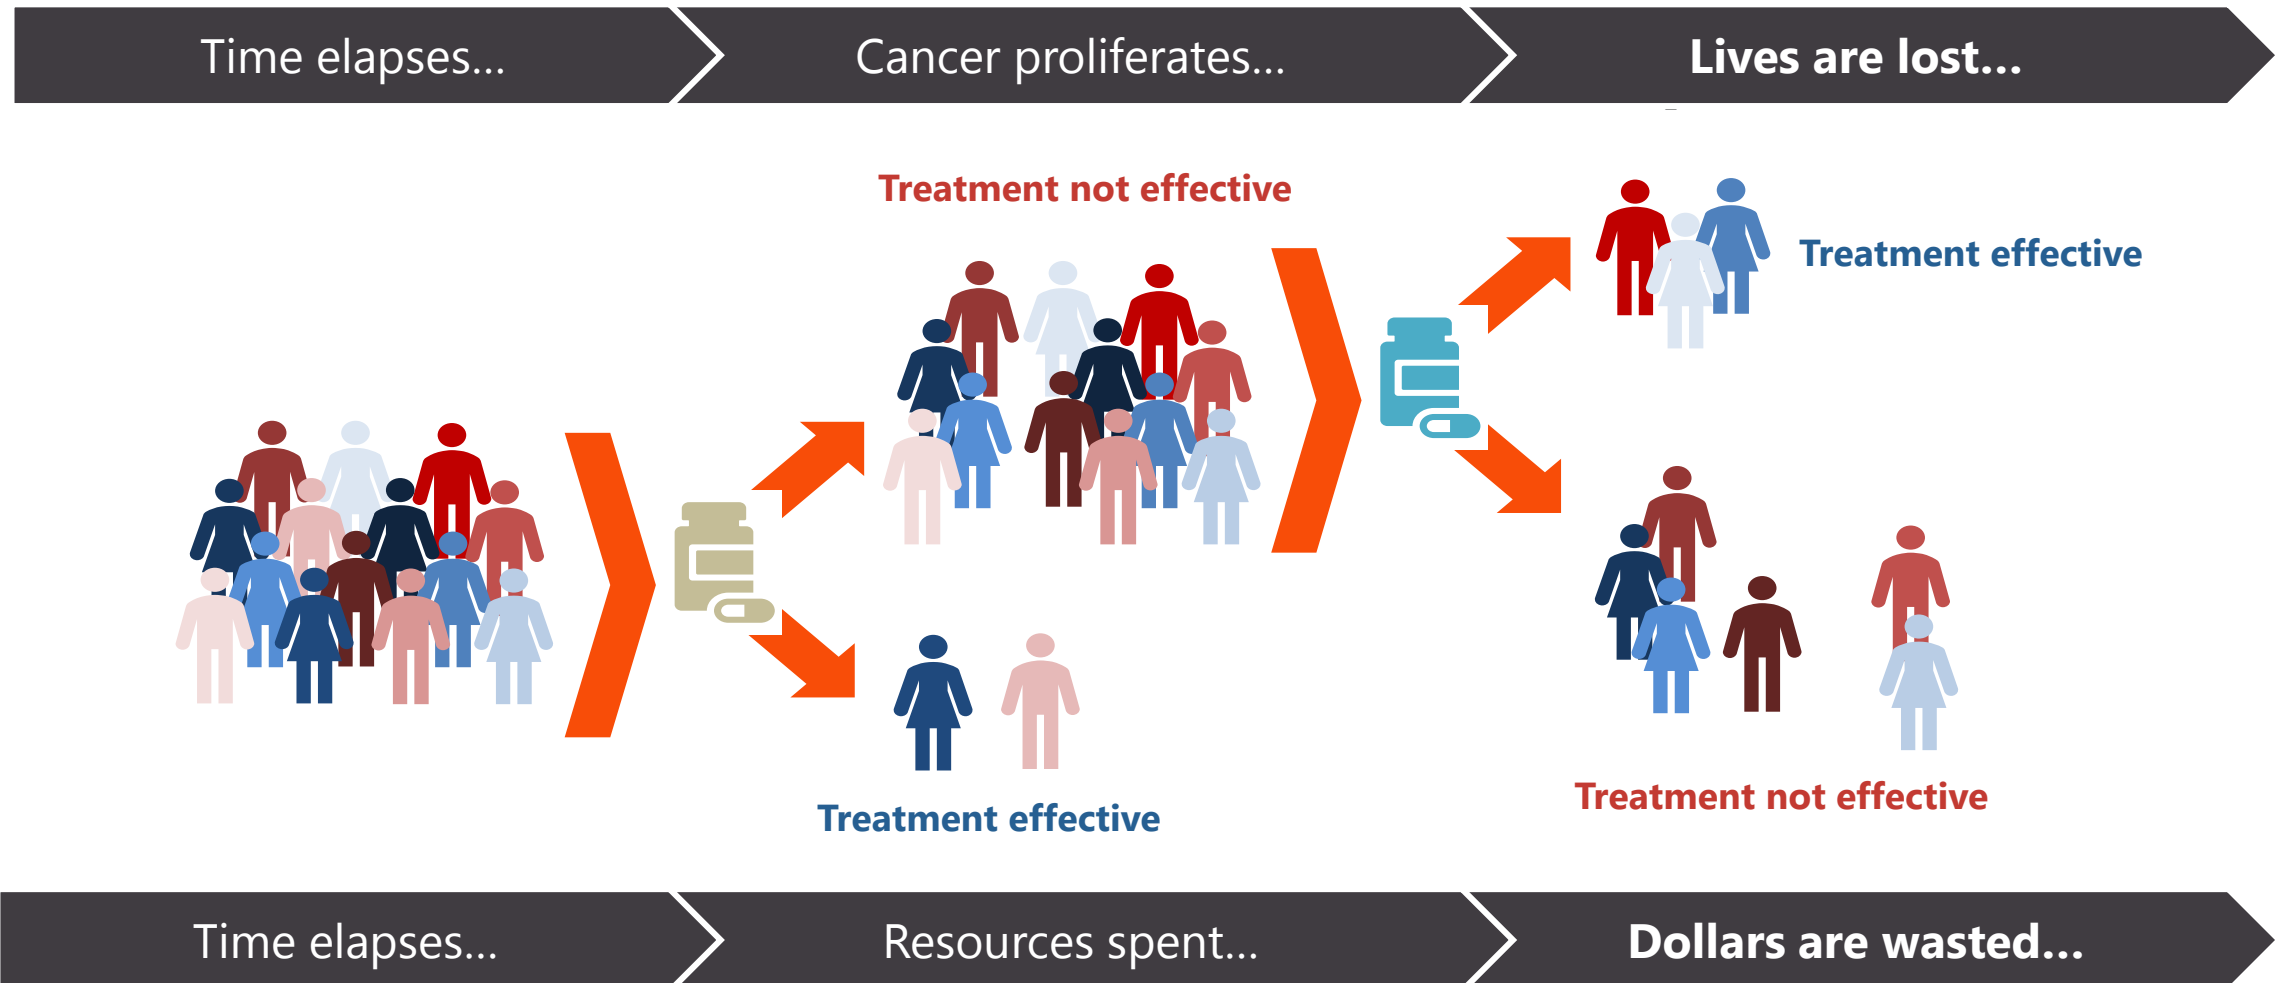 Time elapses...
Cancer proliferates...
Lives are lost...
Treatment not effective
Treatment effective
Treatment effective
Treatment not effective
Time elapses...
Resources spent...
Dollars are wasted...